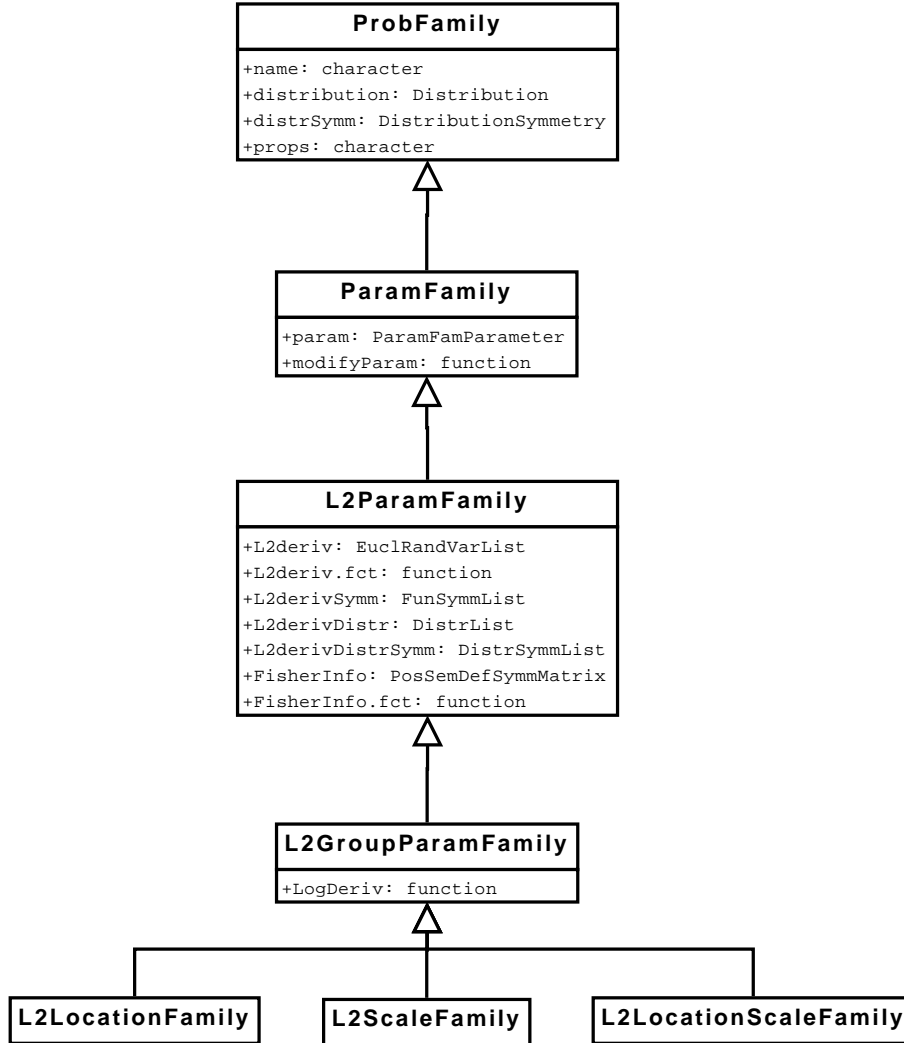 ProbFamily
+name: character
+distribution: Distribution
+distrSymm: DistributionSymmetry
+props: character
ParamFamily
+param: ParamFamParameter
+modifyParam: function
L2ParamFamily
+L2deriv: EuclRandVarList
+L2deriv.fct: function
+L2derivSymm: FunSymmList
+L2derivDistr: DistrList
+L2derivDistrSymm: DistrSymmList
+FisherInfo: PosSemDefSymmMatrix
+FisherInfo.fct: function
L2GroupParamFamily
+LogDeriv: function
L2LocationFamily
L2ScaleFamily
L2LocationScaleFamily